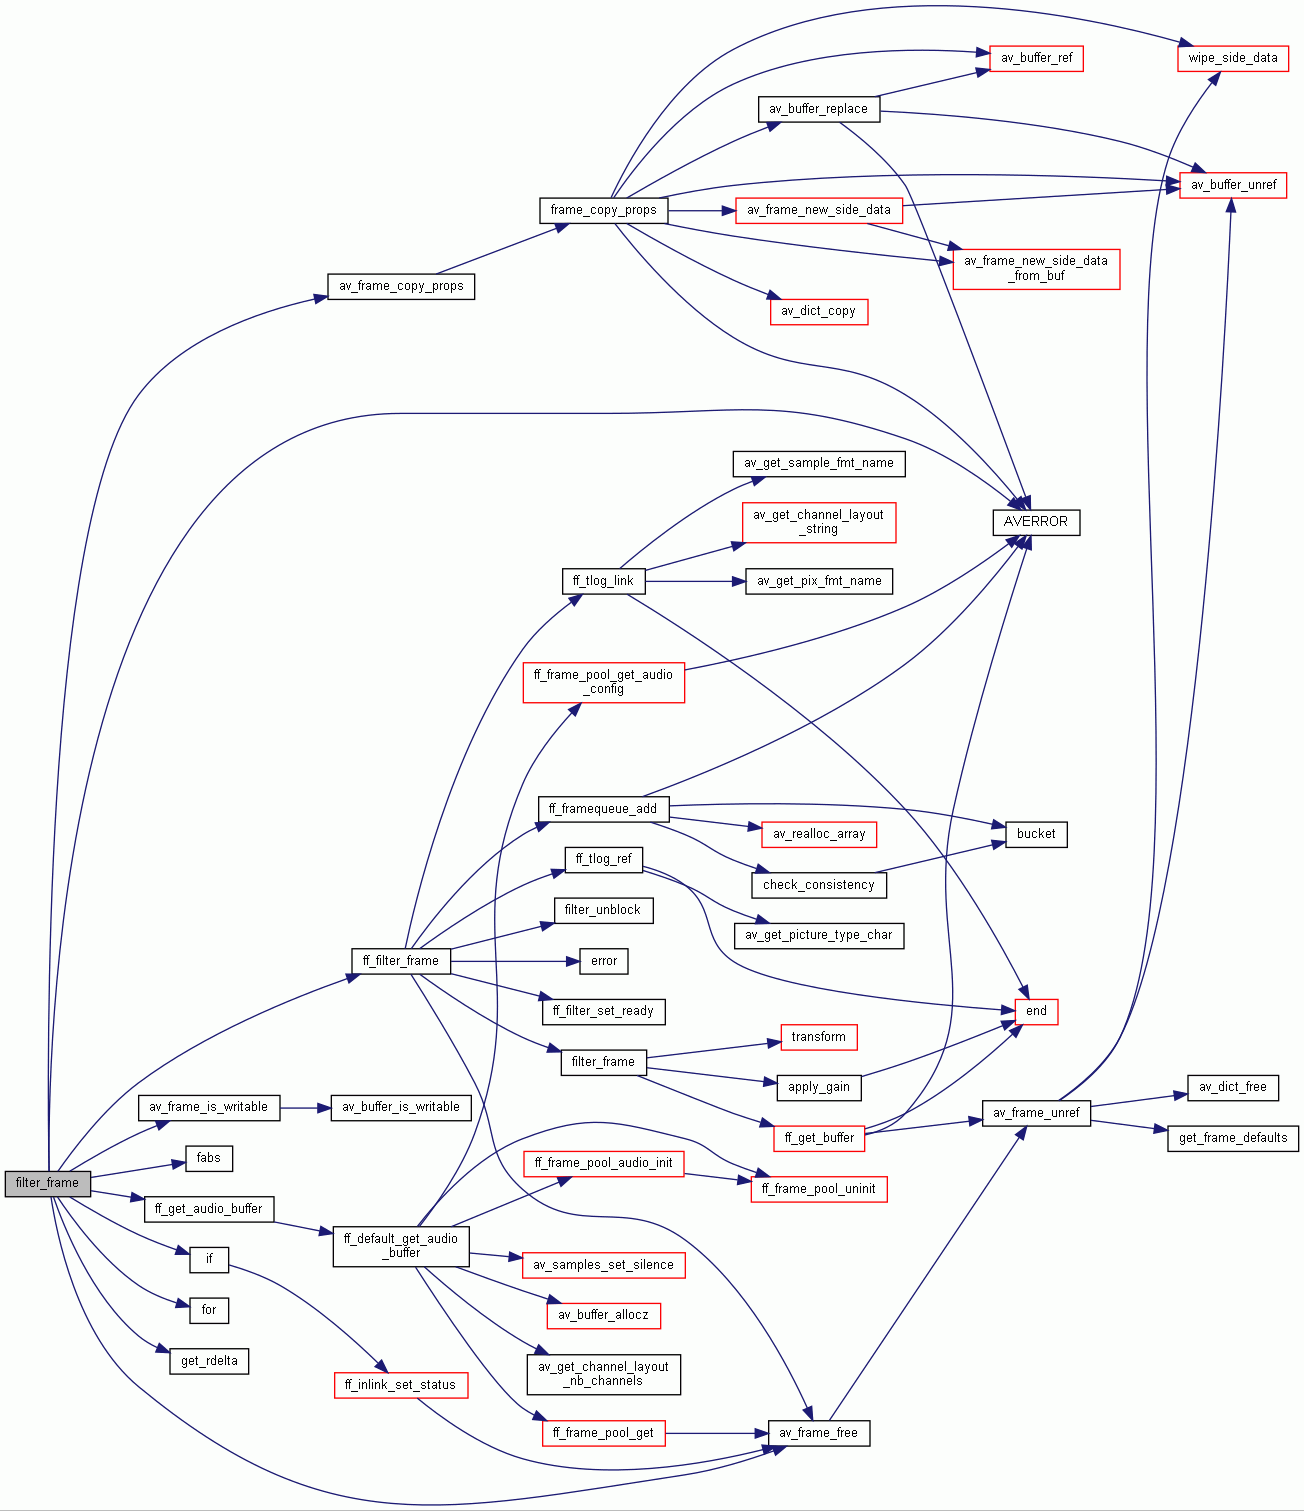 wipe_side_data
av_buffer_ref
av_buffer_replace
av_buffer_unref
frame_copy_props
av_frame_new_side_data
av_frame_new_side_data
_from_buf
av_frame_copy_props
av_dict_copy
av_get_sample_fmt_name
av_get_channel_layout
_string
AVERROR
ff_tlog_link
av_get_pix_fmt_name
ff_frame_pool_get_audio
_config
ff_framequeue_add
av_realloc_array
bucket
ff_tlog_ref
check_consistency
filter_unblock
av_get_picture_type_char
ff_filter_frame
error
ff_filter_set_ready
end
transform
filter_frame
apply_gain
av_dict_free
av_frame_is_writable
av_buffer_is_writable
av_frame_unref
ff_get_buffer
get_frame_defaults
fabs
ff_frame_pool_audio_init
filter_frame
ff_frame_pool_uninit
ff_get_audio_buffer
ff_default_get_audio
_buffer
if
av_samples_set_silence
for
av_buffer_allocz
get_rdelta
av_get_channel_layout
_nb_channels
ff_inlink_set_status
ff_frame_pool_get
av_frame_free